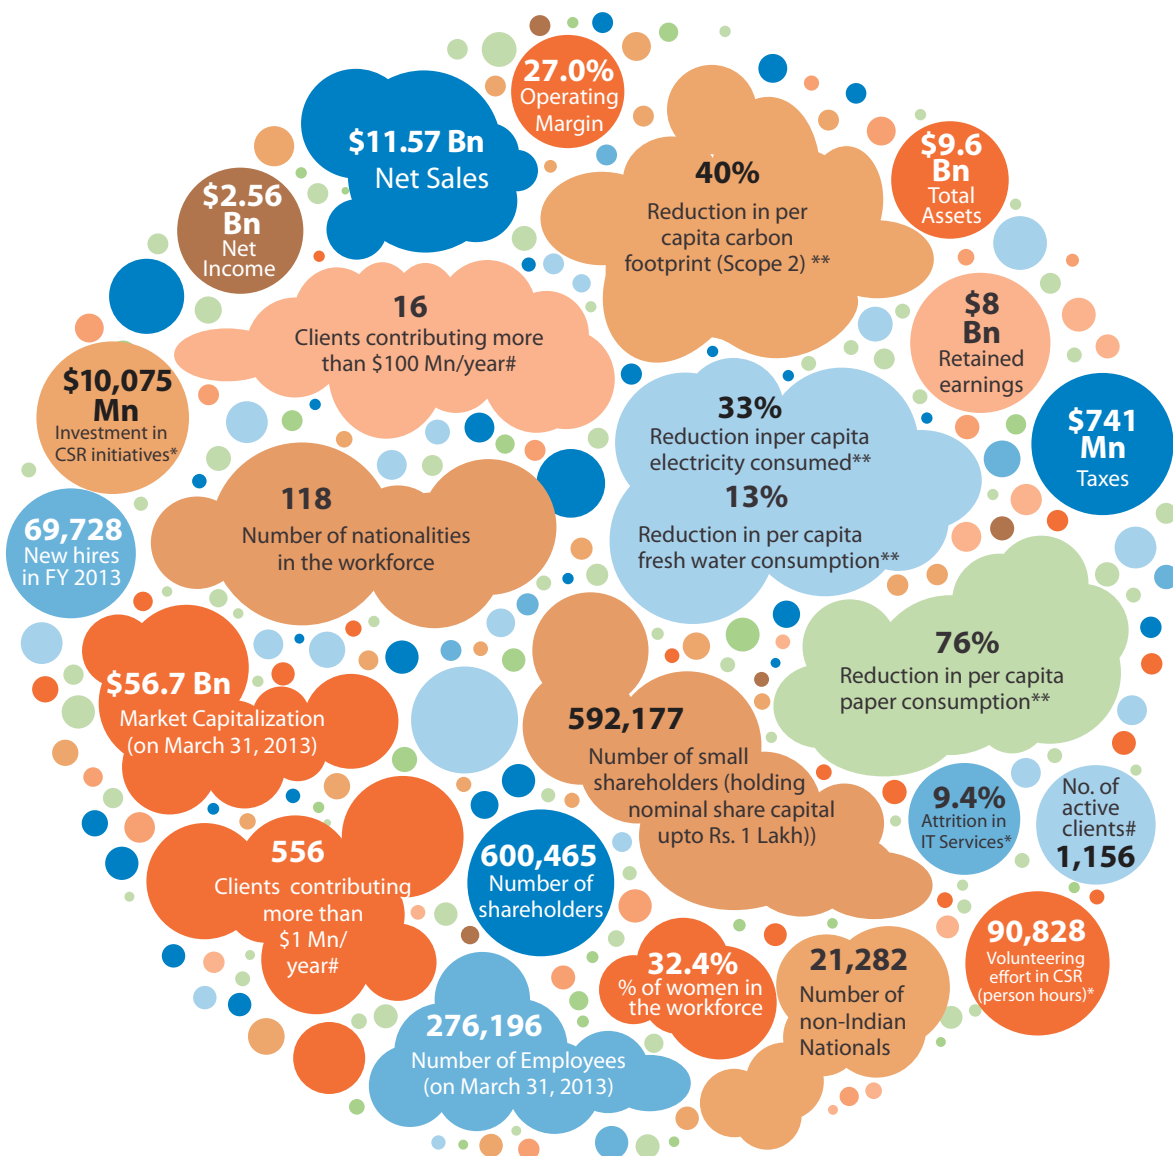 27.0%
Operating
Margin
$11.57 Bn
Net Sales
40%
Reduction in per
capita carbon
footprint (Scope 2) **
$9.6
Bn
Total
Assets
$2.56
Bn
Net
Income
16
Clients contributing more
than $100 Mn/year#
$8
Bn
Retained
earnings
$10,075
Mn
Investment in
CSR initiatives*
33%
Reduction inper capita
electricity consumed**
13%
Reduction in per capita
fresh water consumption**
$741
Mn
Taxes
118
Number of nationalities
in the workforce
69,728
New hires
in FY 2013
76%
Reduction in per capita
paper consumption**
$56.7 Bn
Market Capitalization
(on March 31, 2013)
592,177
Number of small
shareholders (holding
nominal share capital
upto Rs. 1 Lakh))
9.4%
Attrition in
IT Services*
No. of
active
clients#
1,156
556
Clients contributing
more than
$1 Mn/
year#
600,465
Number of
shareholders
32.4%
% of women in
the workforce
21,282
Number of
non-Indian
Nationals
90,828
Volunteering
effort in CSR
(person hours)*
276,196
Number of Employees
(on March 31, 2013)